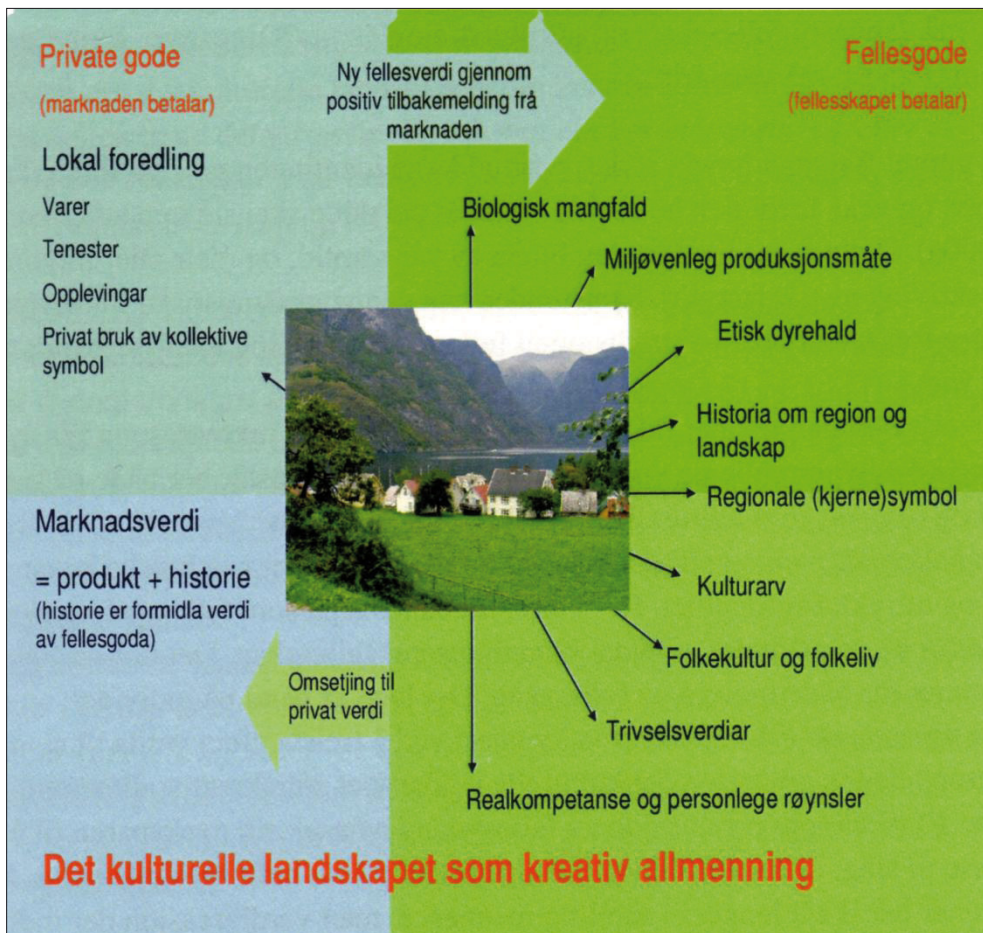 Private gode
(marknaden betalar)
Ny fellesverdi gjennom
positiv tilbakemelding frå
marknaden
Fellesgode
(fellesskapet betalar)
Lokal foredling
Varer
Tenester
Opplevingar
Privat bruk av kollektive
symbol
Biologisk mangfald
Miljøvenleg produksjonsmåte
Etisk dyrehald
Historia om region og
landskap
Regionale (kjerne)symbol
Kulturarv
Folkekultur og folkeliv
Trivselsverdiar
Realkompetanse og personlege røynsler
Marknadsverdi
= produkt + historie
(historie er formidla verdi
av fellesgoda)
Omsetjing til
privat verdi
Det kulturelle landskapet som kreativ allmenning